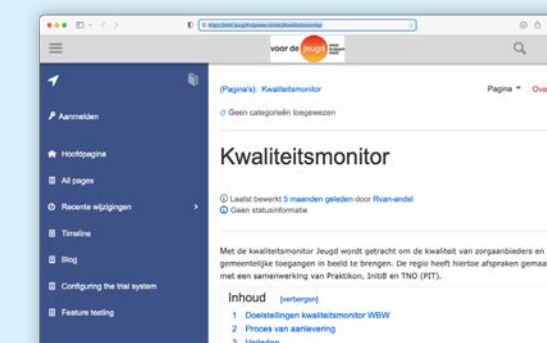 voor de jeugd
Aanmelden
Hoofdpagina
All pages
Recente wijzigingen
Timeline
Blog
Configuring the trial system
Feature testing
(Pagina's): Kwaliteitsmonitor
Pagina
Geen categorieën toegewezen
Kwaliteitsmonitor
Laatst bewerkt 5 maanden geleden door Rvan-andel
Geen statusinformatie
Met de kwaliteitsmonitor Jeugd wordt getracht om de kwaliteit van zorgaanbieders en
gemeentelijke toegangen in beeld te brengen. De regio heeft hiertoe afspraken
met een samenwerking van Praktikon, InitiB en TNO (PIT).
Inhoud [verbergen]
1 Doelstellingen kwaliteitsmonitor WBW
2 Proces van aanlevering
3 Verleden